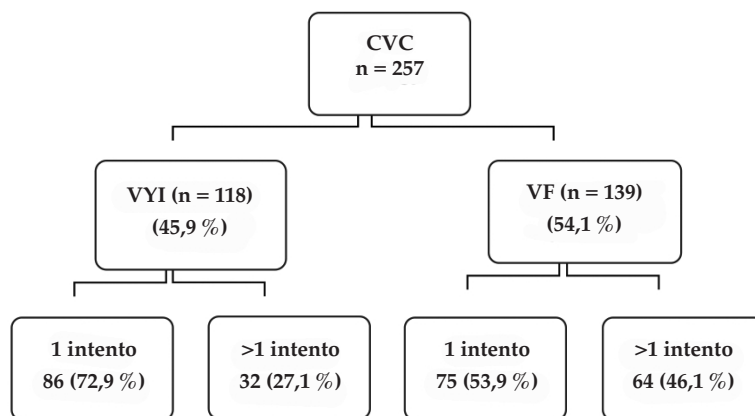 CVC
n = 257
VYI (n = 118)
(45,9 %)
VF (n = 139)
(54,1 %)
1 intento
86 (72,9 %)
>1 intento
32 (27,1 %)
1 intento
75 (53,9 %)
>1 intento
64 (46,1 %)